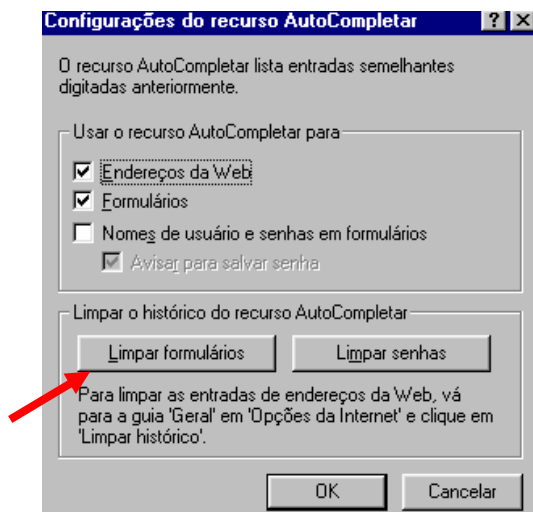 Configurações do recurso AutoCompletar
O recurso AutoCompletar lista entradas semelhantes
digitadas anteriormente.
Usar o recurso AutoCompletar para
Endereços da Web
Formulários
Nomes de usuário e senhas em formulários
Avisar para salvar senha
Limpar o histórico do recurso AutoCompletar
Limpar formulários Limpar senhas
Para limpar as entradas de endereços da Web, vá
para a guia 'Geral' em 'Opções da Internet' e clique em
'Limpar histórico'.
OK Cancelar